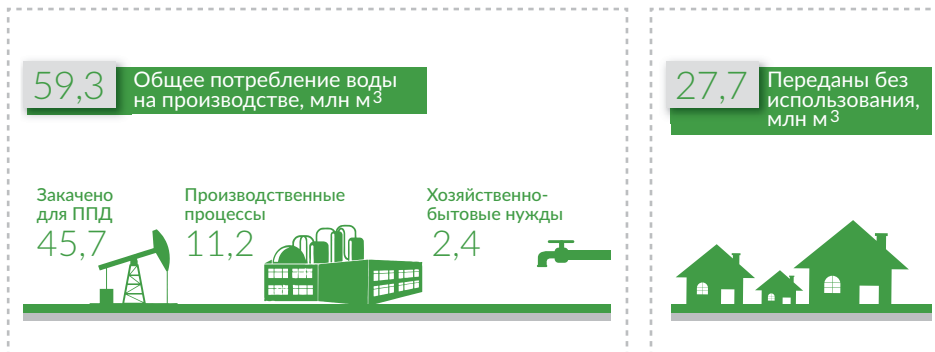 59,3
Общее потребление воды
на производстве, млн м3
Закачено
для ППД
45,7
Производственные
процессы
11,2
Хозяйственно-
бытовые нужды
2,4
27,7
Переданы без
использования,
млн м3